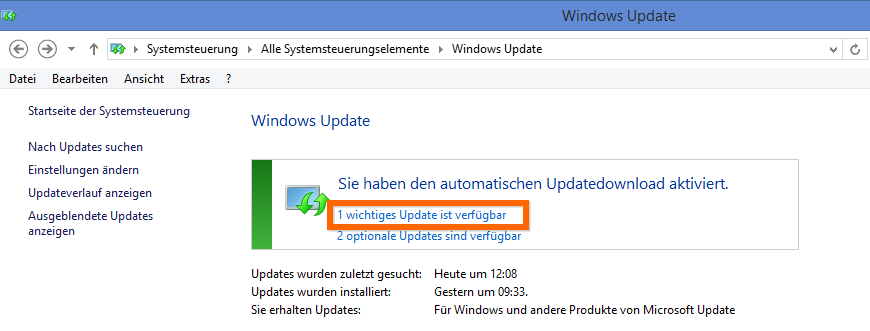 Windows Update
Systemsteuerung Alle Systemsteuerungselemente Windows Update
Datei Bearbeiten Ansicht Extras ?
Startseite der Systemsteuerung
Nach Updates suchen
Einstellungen ändern
Updateverlauf anzeigen
Ausgeblendete Updates
anzeigen
Windows Update
Sie haben den automatischen Updatedownload aktiviert.
1 wichtiges Update ist verfügbar
2 optionale Updates sind verfügbar
Updates wurden zuletzt gesucht: Heute um 12:08
Updates wurden installiert: Gestern um 09:33.
Sie erhalten Updates: Für Windows und andere Produkte von Microsoft Update